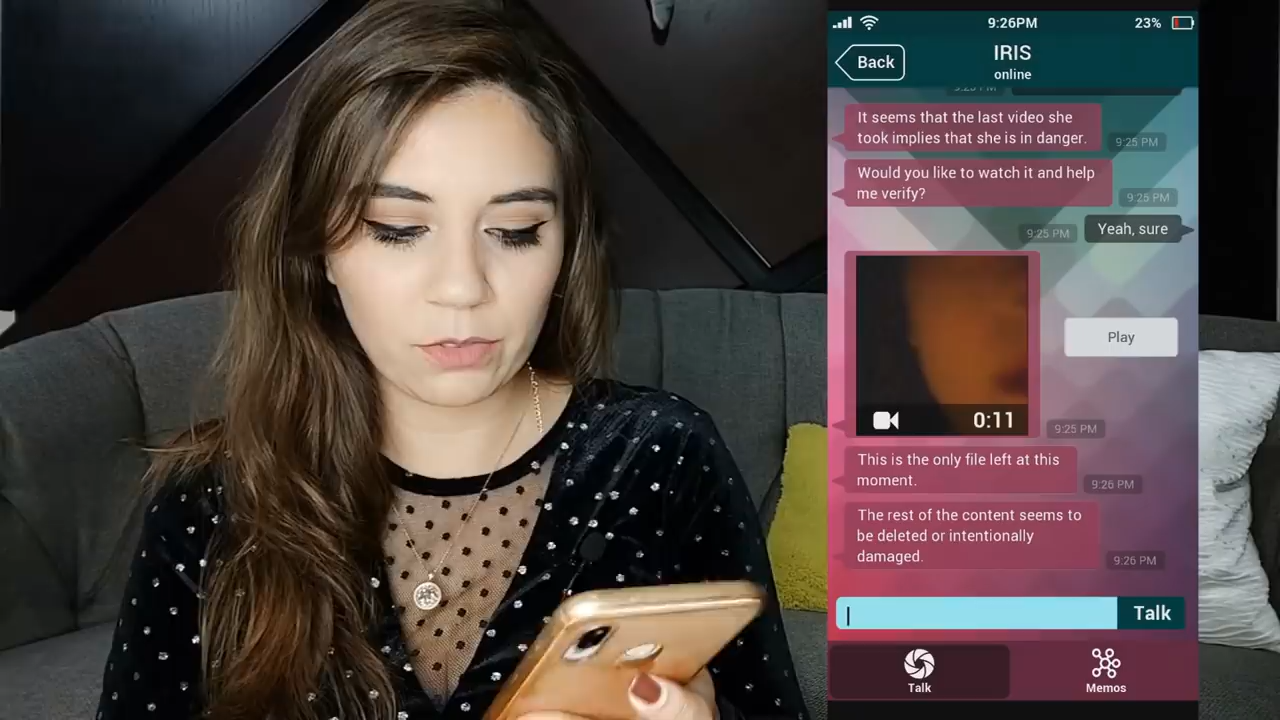 9:26PM
23%
Back
IRIS
online
It seems that the last video she
took implies that she is in danger.
9:25 PM
Would you like to watch it and help
me verify?
9:25 PM
9:25 PM
Yeah, sure
Play
0:11
9:25 PM
This is the only file left at this
moment.
9:26 PM
The rest of the content seems to
be deleted or intentionally
damaged.
9:26 PM
Talk
Talk
Memos